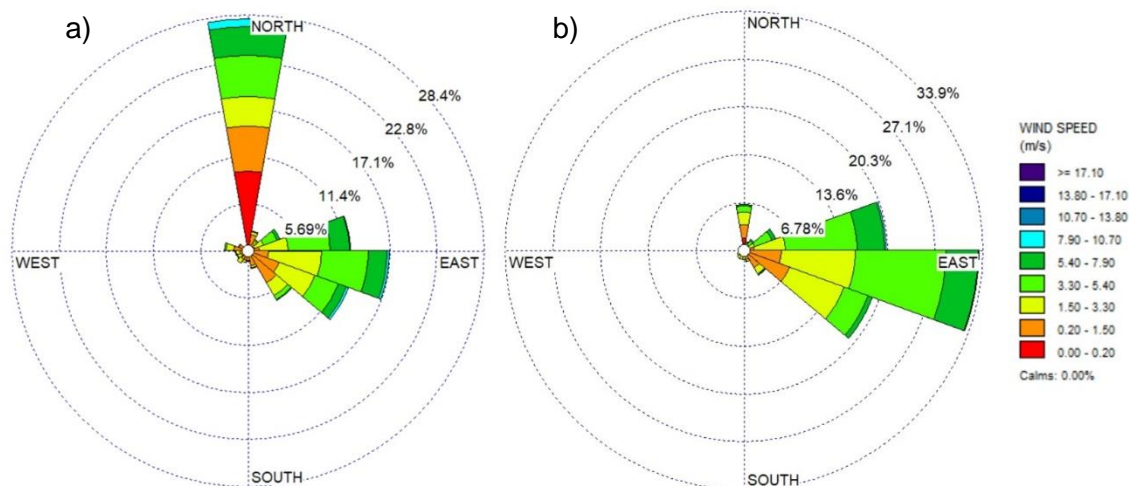 a)
NORTH
28.4%
22.8%
17.1%
11.4%
5.69%
WEST
EAST
SOUTH
b)
NORTH
33.9%
27.1%
20.3%
13.6%
6.78%
WEST
EAST
SOUTH
WIND SPEED
(m/s)
>= 17.10
13.80 - 17.10
10.70 - 13.80
7.90 - 10.70
5.40 - 7.90
3.30 - 5.40
1.50 - 3.30
0.20 - 1.50
0.00 - 0.20
Calms: 0.00%